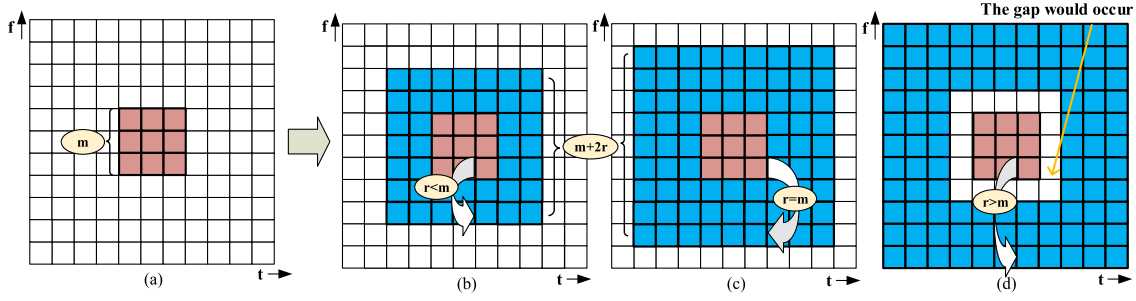 The gap would occur
f
f
f
f
m
m+2r
r<m
r=m
r>m
t
t
t
t
(a)
(b)
(c)
(d)